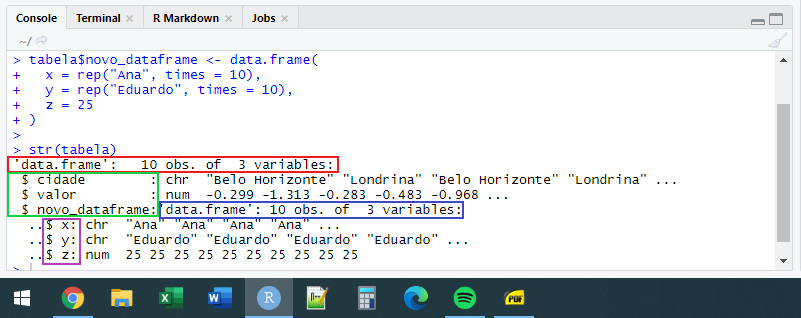 Console Terminal R Markdown Jobs
~/
> tabela$novo_dataframe <- data.frame(
+   x = rep("Ana", times = 10),
+   y = rep("Eduardo", times = 10),
+   z = 25
+ )
>
> str(tabela)
'data.frame':   10 obs. of  3 variables:
 $ cidade        : chr  "Belo Horizonte" "Londrina" "Belo Horizonte" "Londrina" ...
 $ valor         : num  -0.299 -1.313 -0.283 -0.483 -0.968 ...
 $ novo_dataframe:'data.frame': 10 obs. of  3 variables:
  ..$ x: chr  "Ana" "Ana" "Ana" "Ana" ...
  ..$ y: chr  "Eduardo" "Eduardo" "Eduardo" "Eduardo" ...
  ..$ z: num  25 25 25 25 25 25 25 25 25 25
>
X W R PDF